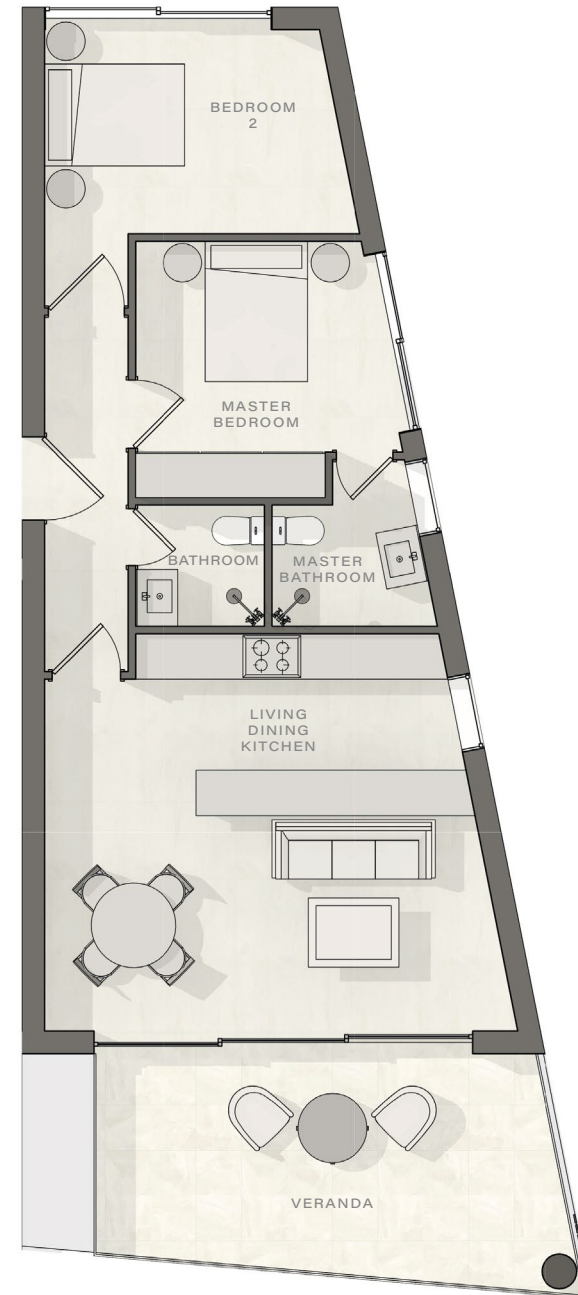 BEDROOM
2
MASTER
BEDROOM
BATHROOM
MASTER
BATHROOM
LIVING
DINING
KITCHEN
VERANDA